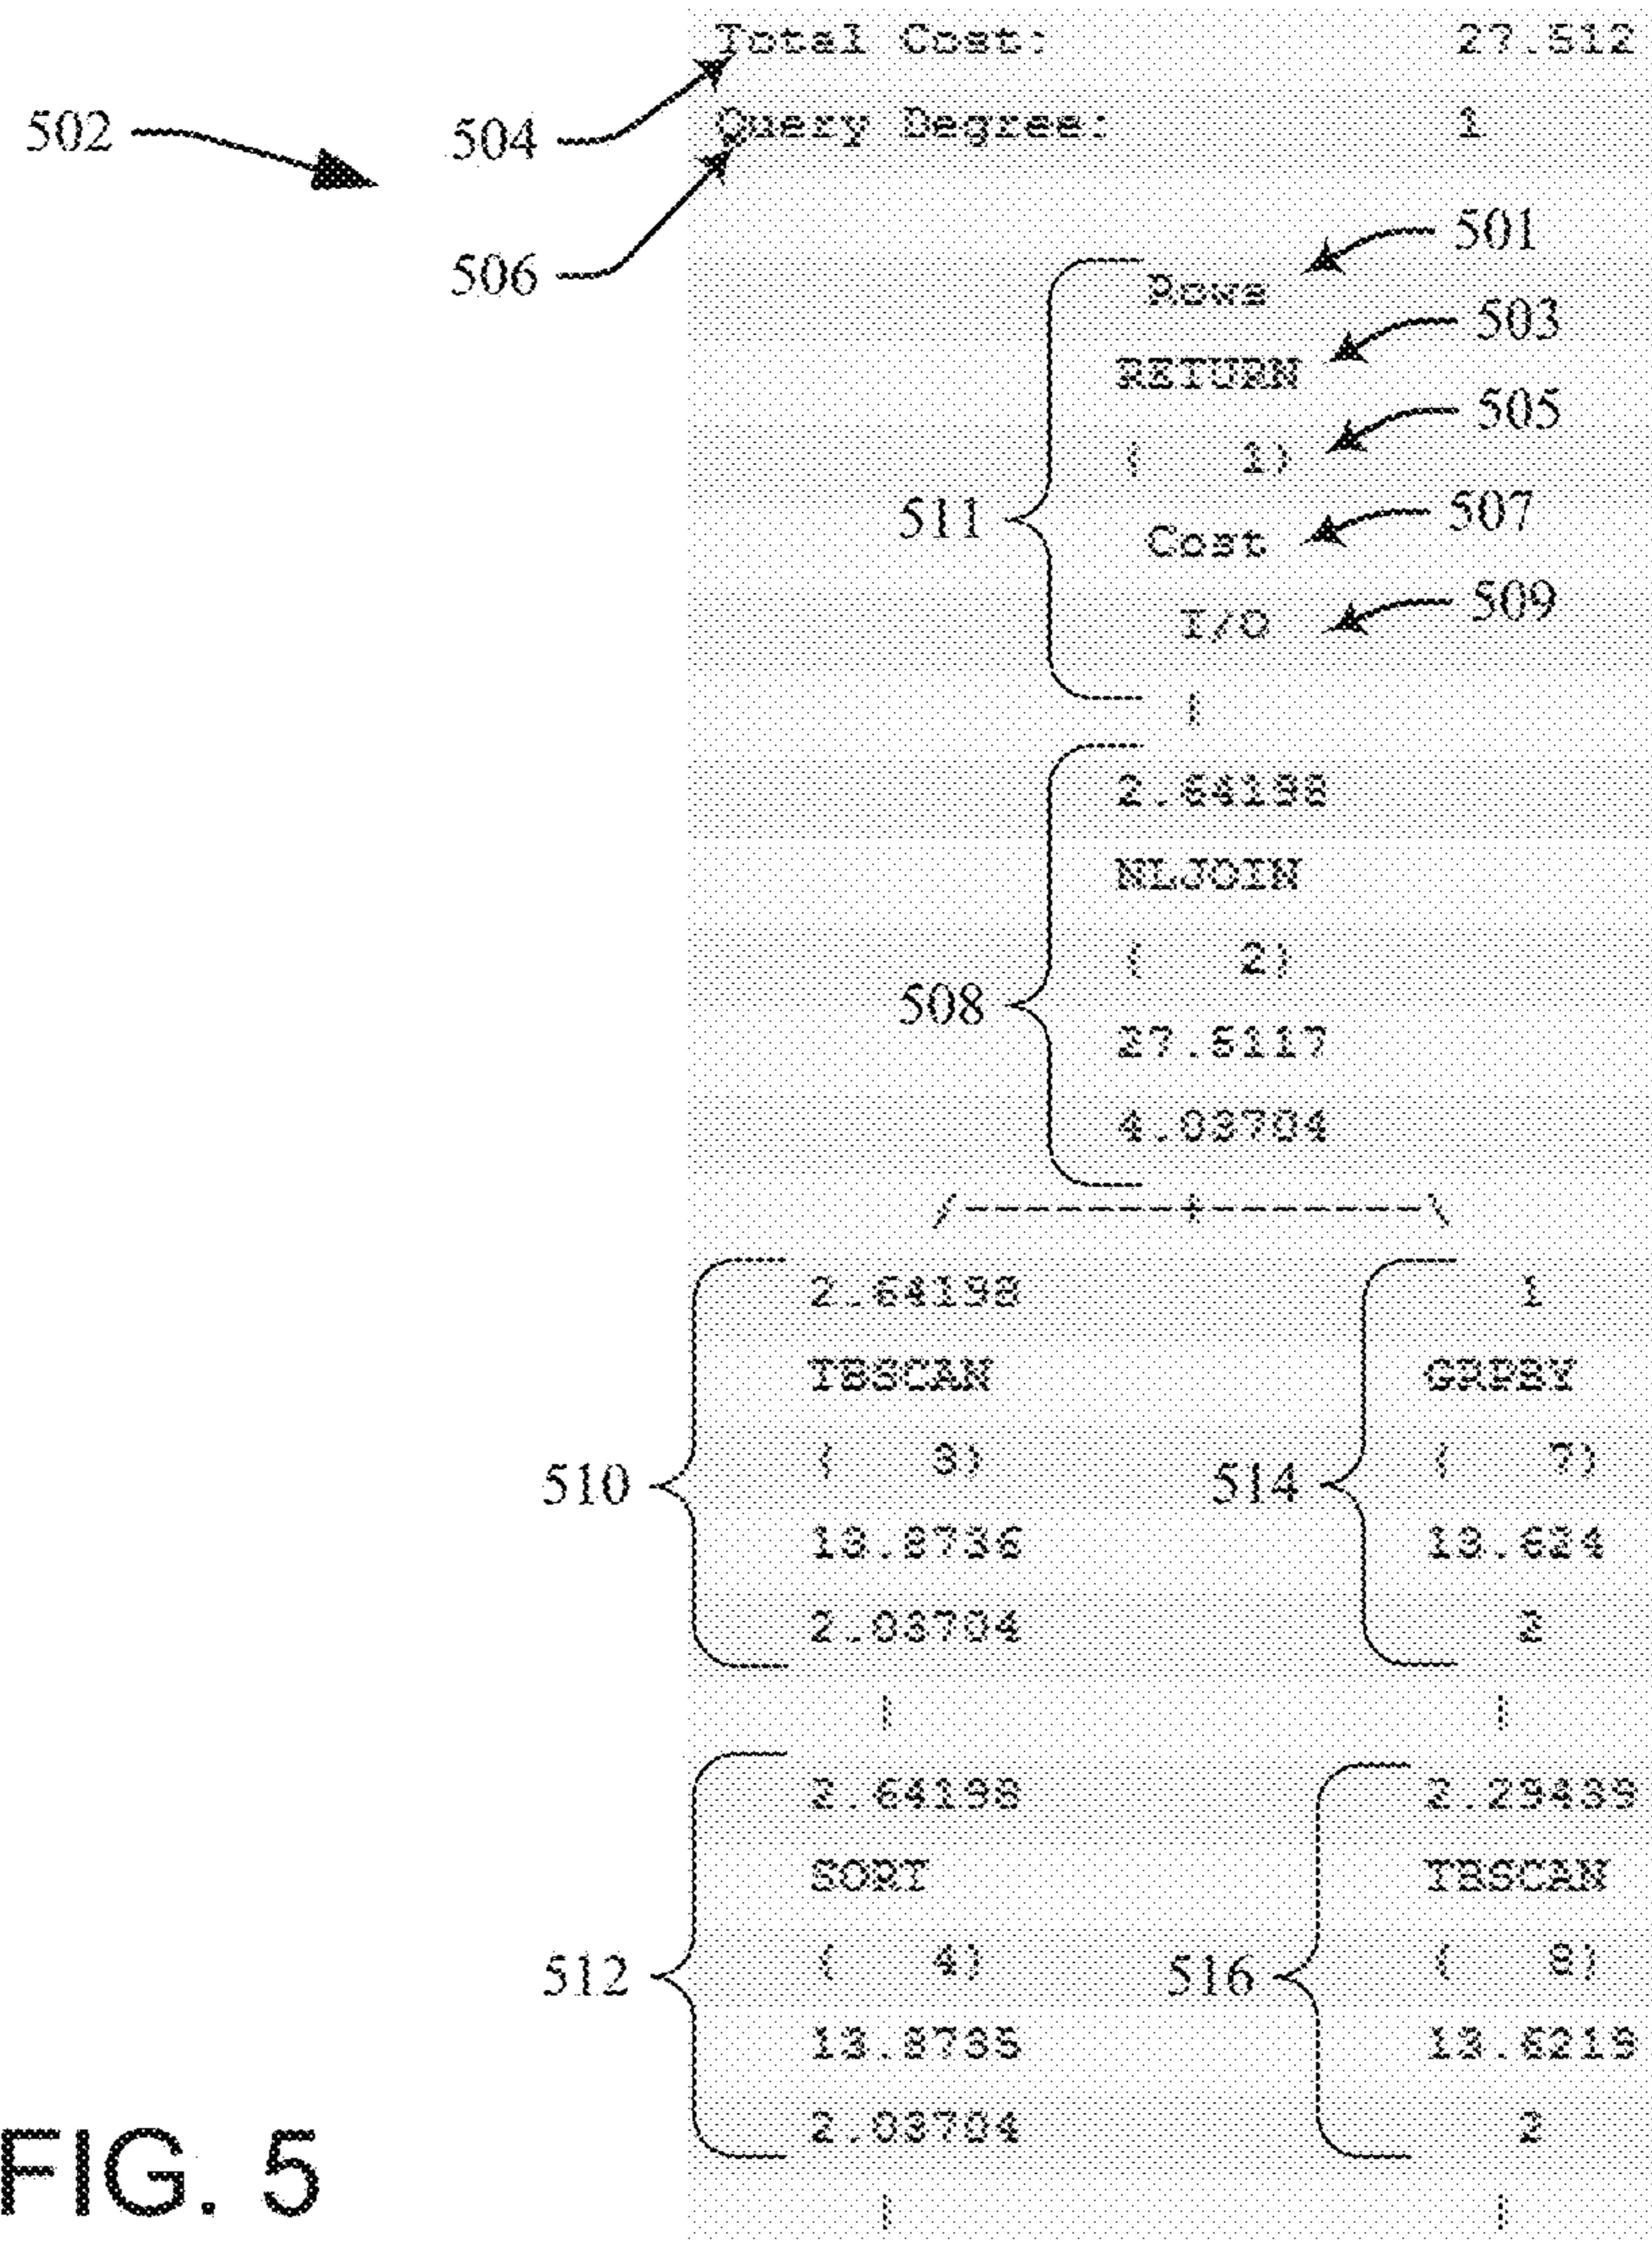 Total Cost: 27.512
502 504 Query Degree: 1
506
501
Rows
503
RETURN
505
( 1)
511 507
Cost
509
I/O
|
2.64198
NLJOIN
( 2)
508
27.5117
4.03704
/---------+---------\
2.64198 1
TBSCAN GRPBY
( 3) ( 7)
510 514
13.8736 13.624
2.03704 2
| |
2.64198 2.29439
SORT TBSCAN
( 4) ( 8)
512 516
13.8735 13.6219
2.03704 2
| |
FIG. 5